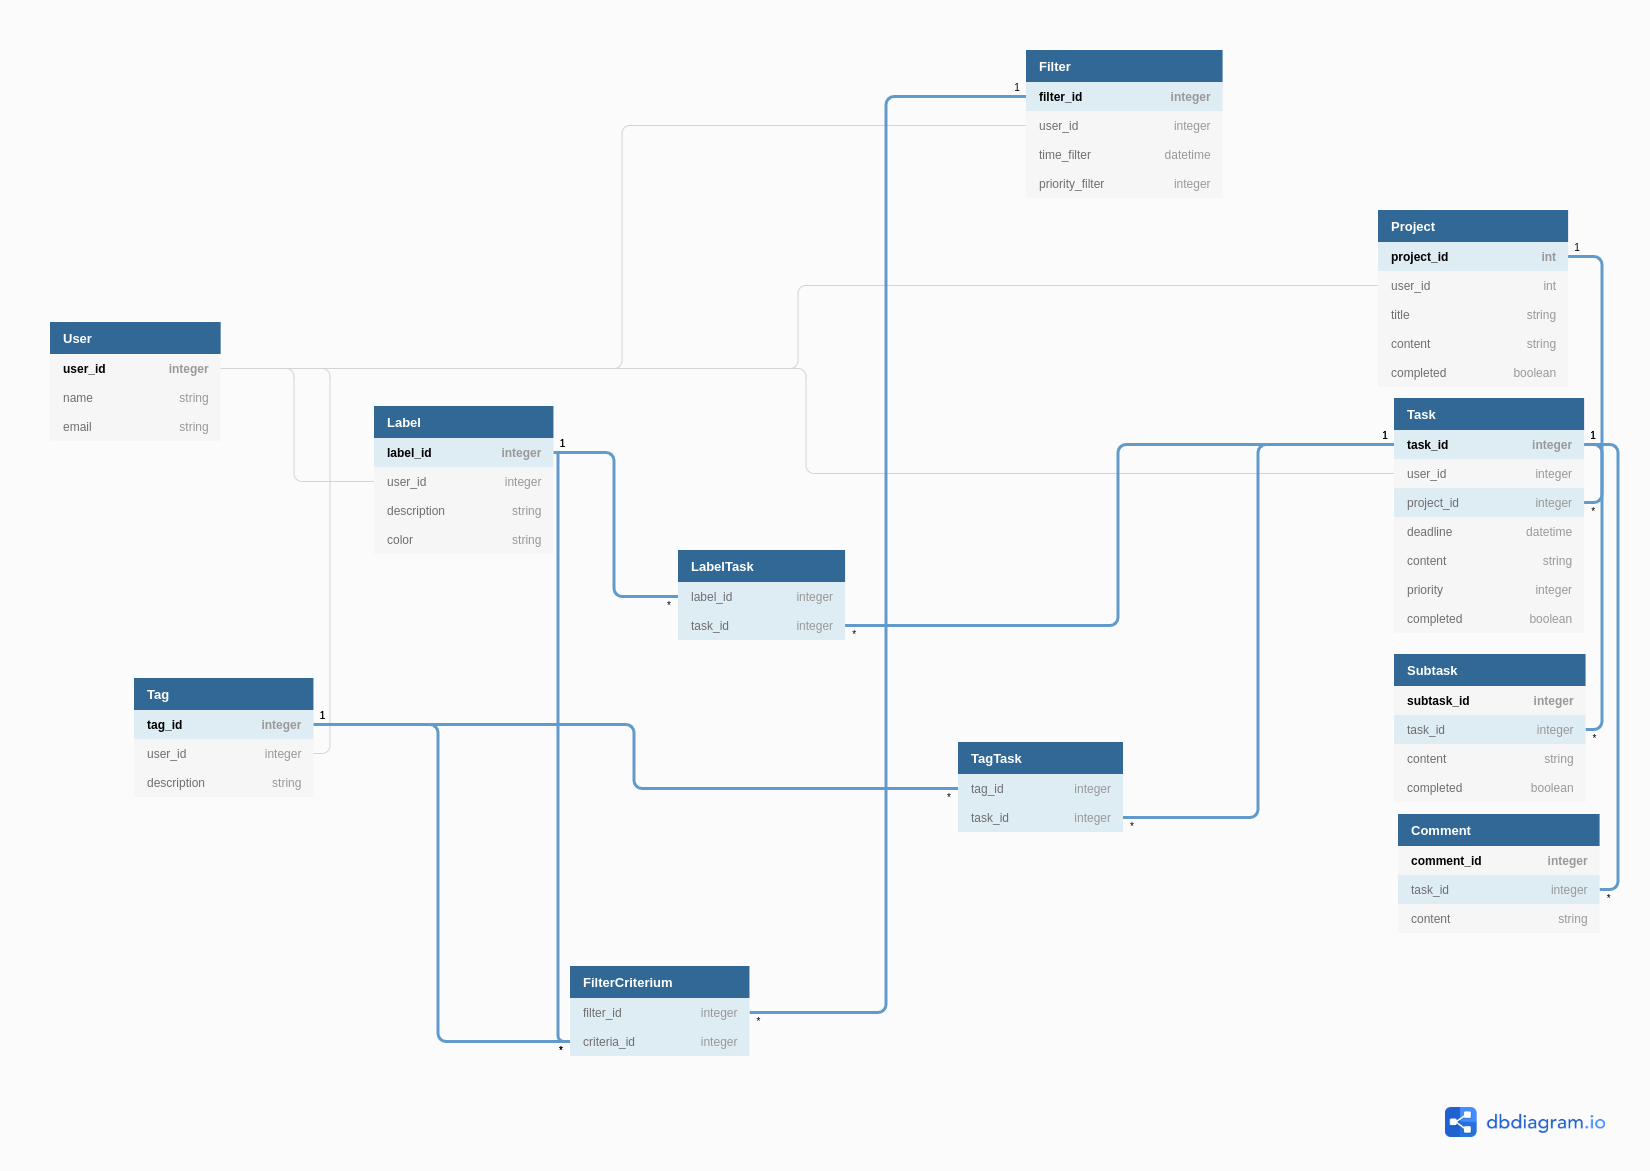 Filter
1
filter_id integer
user_id integer
time_filter datetime
priority_filter integer
Project
project_id int
1
user_id int
title string
content string
completed boolean
User
user_id integer
name string
email string
Label
label_id integer
1
user_id integer
description string
color string
Task
1
task_id integer
1
user_id integer
project_id integer
*
deadline datetime
content string
priority integer
completed boolean
LabelTask
label_id integer
*
task_id integer
*
Subtask
subtask_id integer
task_id integer
*
content string
completed boolean
Tag
tag_id integer
1
user_id integer
description string
TagTask
tag_id integer
*
task_id integer
*
Comment
comment_id integer
task_id integer
*
content string
FilterCriterium
filter_id integer
*
criteria_id integer
*
dbdiagram.io